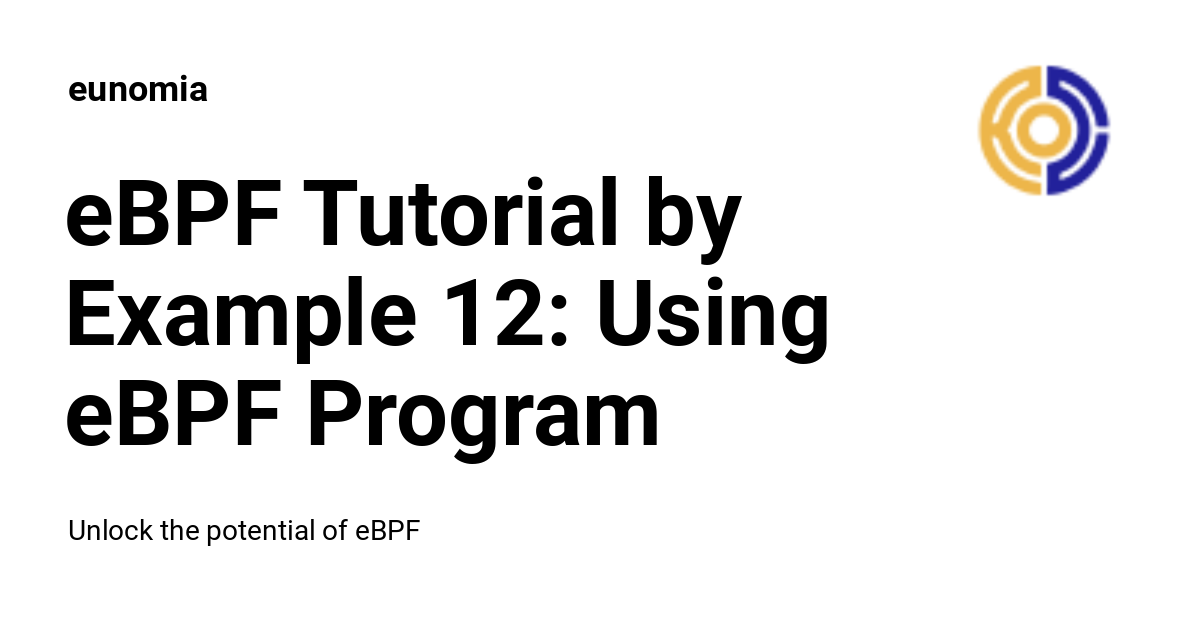 eunomia
eBPF Tutorial by
Example 12: Using
eBPF Program
Unlock the potential of eBPF